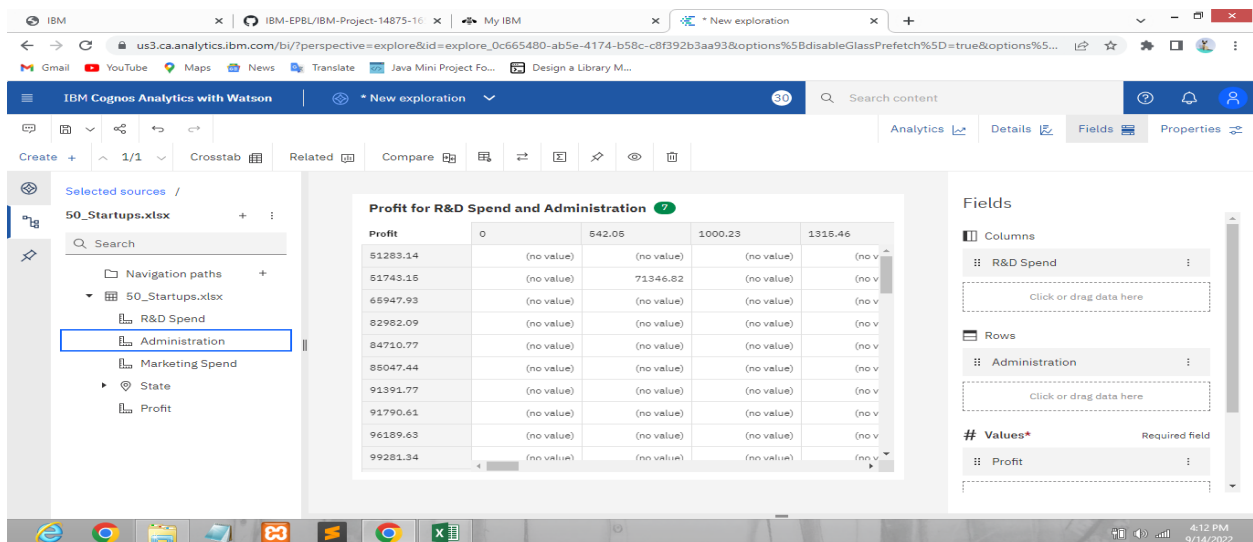 IBM
IBM-EPBL/IBM-Project-14875-16
My IBM
* New exploration
us3.ca.analytics.ibm.com/bi/?perspective=explore&id=explore_0c665480-ab5e-4174-b58c-c8f392b3aa93&options%5BdisableGlassPrefetch%5D=true&options%5...
Gmail YouTube Maps News Translate Java Mini Project Fo... Design a Library M...
IBM Cognos Analytics with Watson * New exploration 30 Search content
Analytics Details Fields Properties
Create + 1/1 Crosstab Related Compare
Selected sources /
50_Startups.xlsx
Search
Navigation paths
50_Startups.xlsx
R&D Spend
Administration
Marketing Spend
State
Profit
Profit for R&D Spend and Administration 7
Profit 0 542.05 1000.23 1315.46
51283.14 (no value) (no value) (no value) (no v
51743.15 (no value) 71346.82 (no value) (no v
65947.93 (no value) (no value) (no value) (no v
82982.09 (no value) (no value) (no value) (no v
84710.77 (no value) (no value) (no value) (no v
85047.44 (no value) (no value) (no value) (no v
91391.77 (no value) (no value) (no value) (no v
91790.61 (no value) (no value) (no value) (no v
96189.63 (no value) (no value) (no value) (no v
99281.34 (no value) (no value) (no value) (no v
Fields
Columns
R&D Spend
Click or drag data here
Rows
Administration
Click or drag data here
# Values* Required field
Profit
4:12 PM
9/14/2022